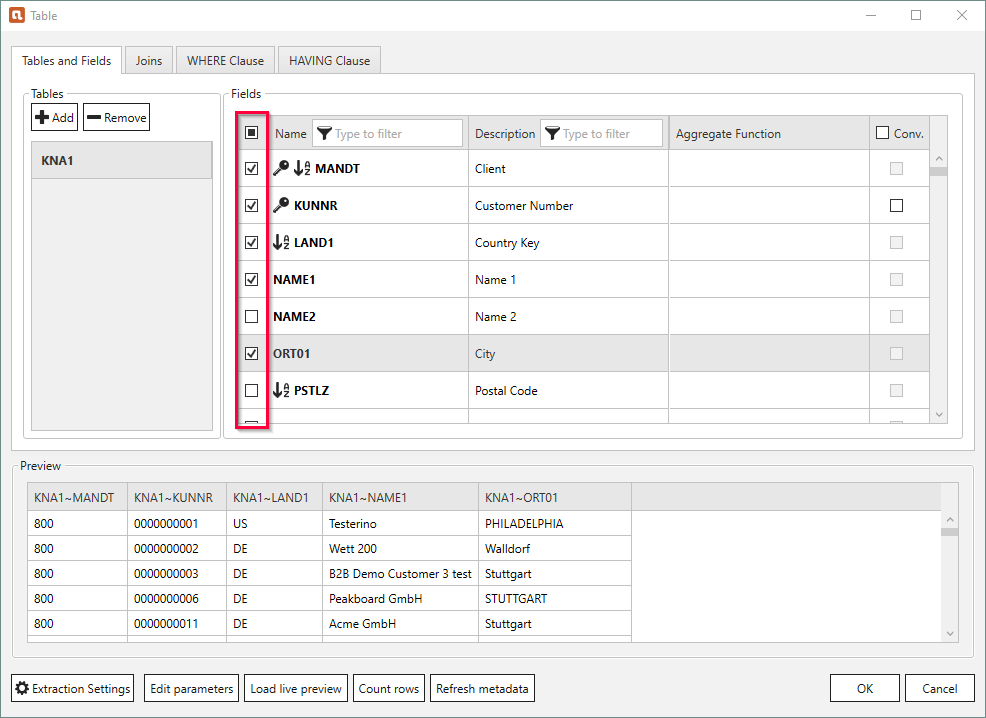 Table
Tables and Fields Joins WHERE Clause HAVING Clause
Tables
Add Remove
KNA1
Fields
Name Type to filter Description Type to filter Aggregate Function Conv.
MANDT Client
KUNNR Customer Number
LAND1 Country Key
NAME1 Name 1
NAME2 Name 2
ORT01 City
PSTLZ Postal Code
Preview
KNA1~MANDT KNA1~KUNNR KNA1~LAND1 KNA1~NAME1 KNA1~ORT01
800 0000000001 US Testerino PHILADELPHIA
800 0000000002 DE Wett 200 Walldorf
800 0000000003 DE B2B Demo Customer 3 test Stuttgart
800 0000000006 DE Peakboard GmbH STUTTGART
800 0000000011 DE Acme GmbH Stuttgart
Extraction Settings Edit parameters Load live preview Count rows Refresh metadata OK Cancel